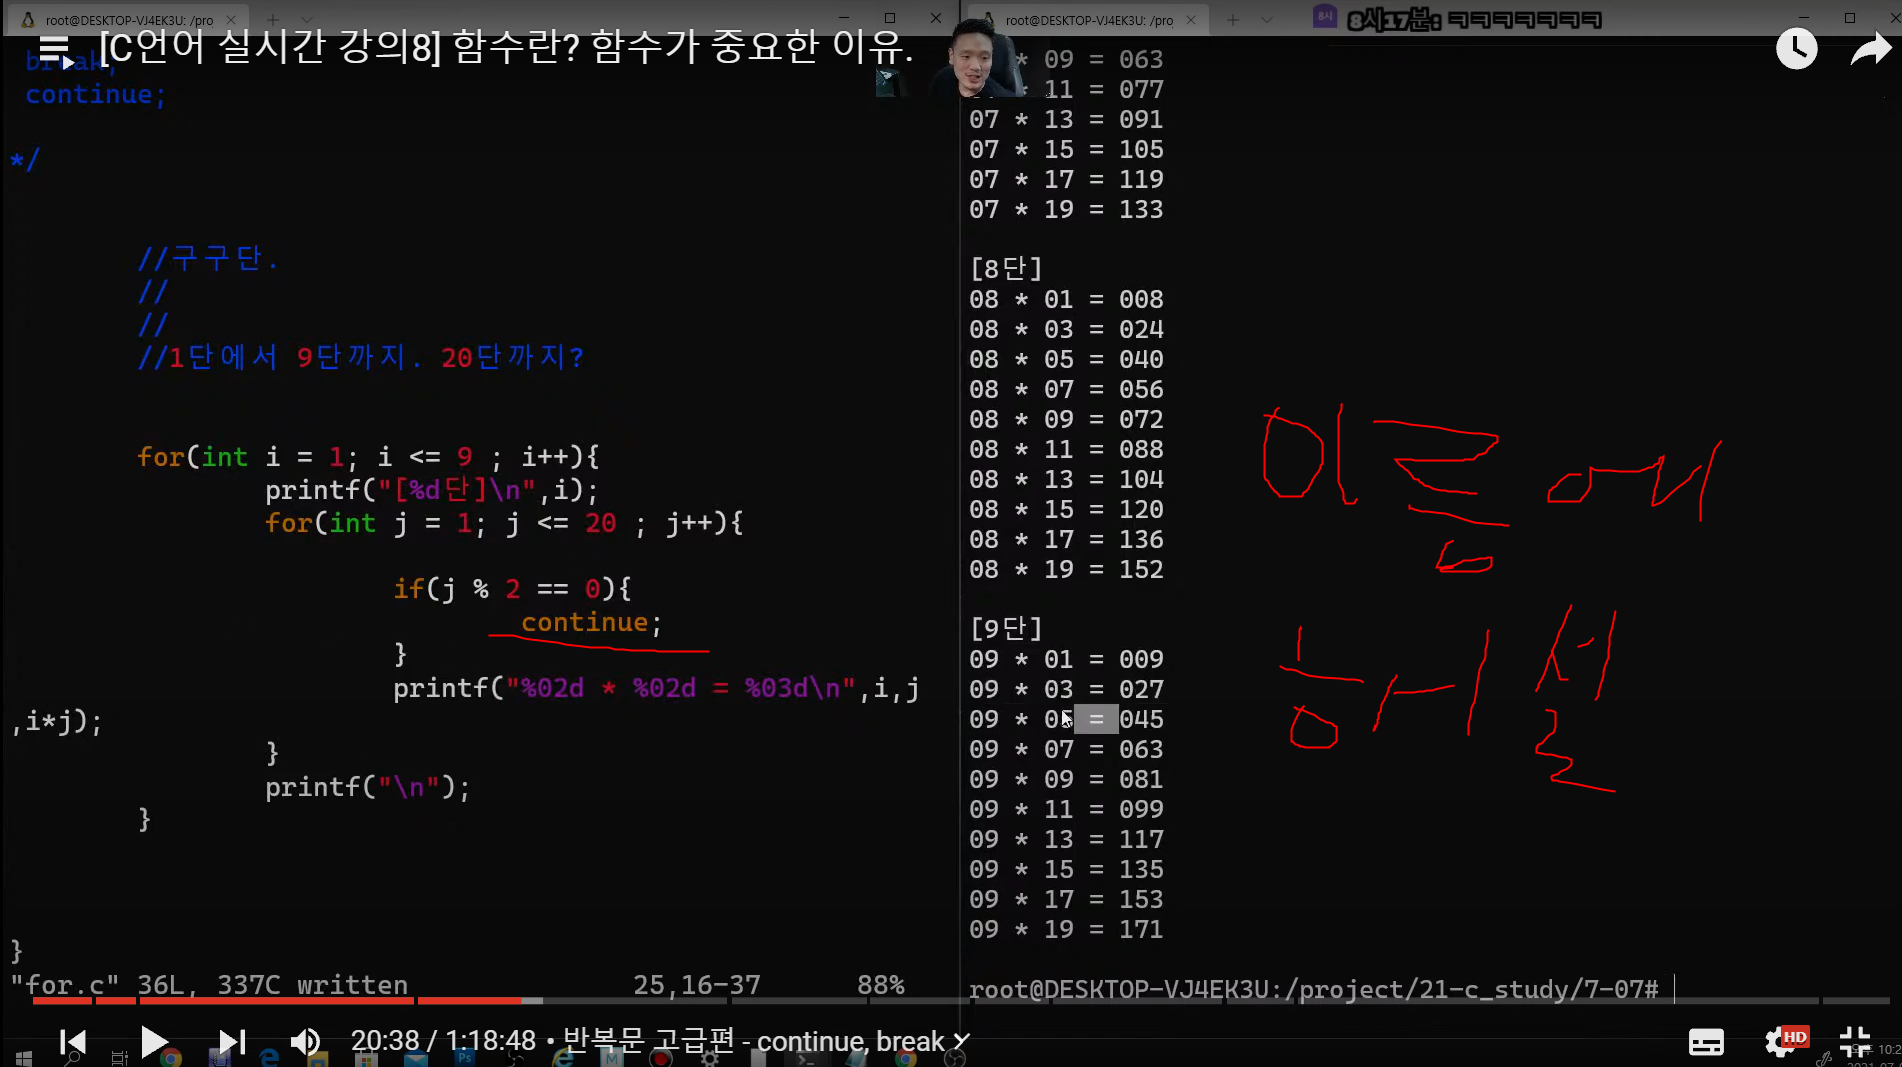 root@DESKTOP-VJ4EK3U: /pro
root@DESKTOP-VJ4EK3U: /pro
8시
8시17분: ㅋㅋㅋㅋㅋㅋㅋ
[C언어 실시간 강의8] 함수란? 함수가 중요한 이유.
break;
continue;
*/
//구구단.
//
//
//1단에서 9단까지. 20단까지?
for(int i = 1; i <= 9 ; i++){
printf("[%d단]\n",i);
for(int j = 1; j <= 20 ; j++){
if(j % 2 == 0){
continue;
}
printf("%02d * %02d = %03d\n",i,j
,i*j);
}
printf("\n");
}
}
"for.c" 36L, 337C written 25,16-37 88%
* 09 = 063
* 11 = 077
07 * 13 = 091
07 * 15 = 105
07 * 17 = 119
07 * 19 = 133
[8단]
08 * 01 = 008
08 * 03 = 024
08 * 05 = 040
08 * 07 = 056
08 * 09 = 072
08 * 11 = 088
08 * 13 = 104
08 * 15 = 120
08 * 17 = 136
08 * 19 = 152
[9단]
09 * 01 = 009
09 * 03 = 027
09 * 05 = 045
09 * 07 = 063
09 * 09 = 081
09 * 11 = 099
09 * 13 = 117
09 * 15 = 135
09 * 17 = 153
09 * 19 = 171
root@DESKTOP-VJ4EK3U:/project/21-c_study/7-07#
20:38 / 1:18:48 • 반복문 고급편 - continue, break
HD